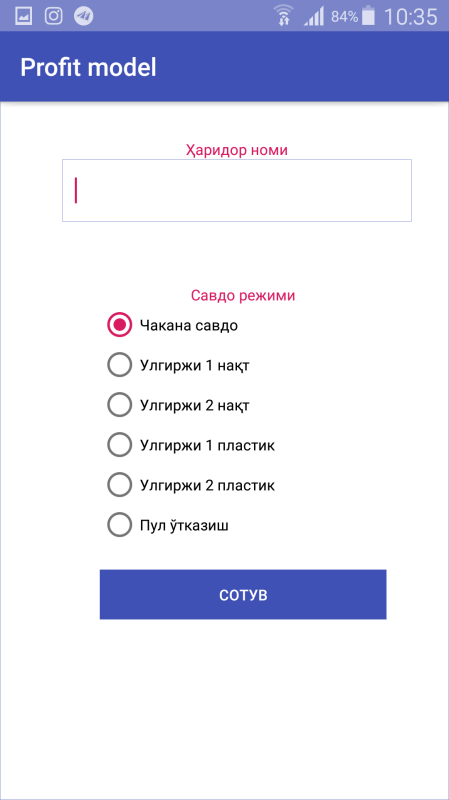 84% 10:35
Profit model
Ҳаридор номи
Савдо режими
Чакана савдо
Улгиржи 1 нақт
Улгиржи 2 нақт
Улгиржи 1 пластик
Улгиржи 2 пластик
Пул ўтказиш
СОТУВ